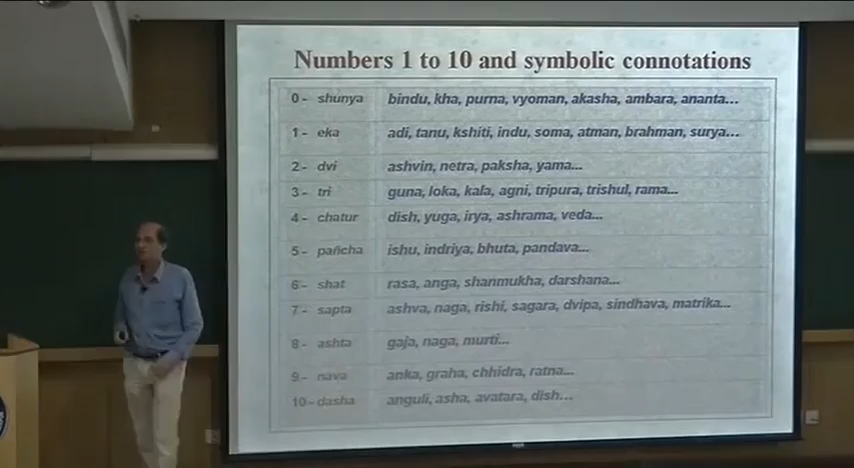 Numbers 1 to 10 and symbolic connotations
0 - shunya bindu, kha, purna, vyoman, akasha, ambara, ananta...
1 - eka adi, tanu, kshiti, indu, soma, atman, brahman, surya...
2 - dvi ashvin, netra, paksha, yama...
3 - tri guna, loka, kala, agni, tripura, trishul, rama...
4 - chatur dish, yuga, irya, ashrama, veda...
5 - pañcha ishu, indriya, bhuta, pandava...
6 - shat rasa, anga, shanmukha, darshana...
7 - sapta ashva, naga, rishi, sagara, dvipa, sindhava, matrika...
8 - ashta gaja, naga, murti...
9 - nava anka, graha, chhidra, ratna...
10 - dasha anguli, asha, avatara, dish...